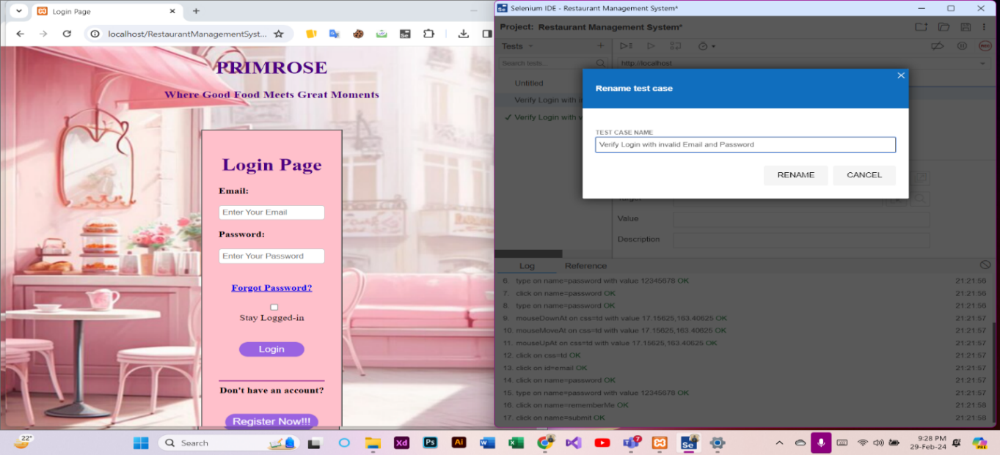 Login Page
localhost/RestaurantManagementSyst...
PRIMROSE
Where Good Food Meets Great Moments
Login Page
Email:
Enter Your Email
Password:
Enter Your Password
Forgot Password?
Stay Logged-in
Login
Don't have an account?
Register Now!!!
Selenium IDE - Restaurant Management System*
Project: Restaurant Management System*
Tests
REC
Search tests...
http://localhost
Untitled
Verify Login with in
Verify Login with v
Rename test case
TEST CASE NAME
Verify Login with invalid Email and Password
RENAME
CANCEL
Target
Value
Description
Log
Reference
6. type on name=password with value 12345678 OK 21:21:56
7. click on name=password OK 21:21:56
8. type on name=password OK 21:21:56
9. mouseDownAt on css=td with value 17.15625,163.40625 OK 21:21:57
10. mouseMoveAt on css=td with value 17.15625,163.40625 OK 21:21:57
11. mouseUpAt on css=td with value 17.15625,163.40625 OK 21:21:57
12. click on css=td OK 21:21:57
13. click on id=email OK 21:21:57
14. click on name=password OK 21:21:57
15. type on name=password with value 12345678 OK 21:21:57
16. click on name=rememberMe OK 21:21:58
17. click on name=submit OK 21:21:58
22°
Search
Xd
Ps
Ai
7
Se
9:28 PM
29-Feb-24